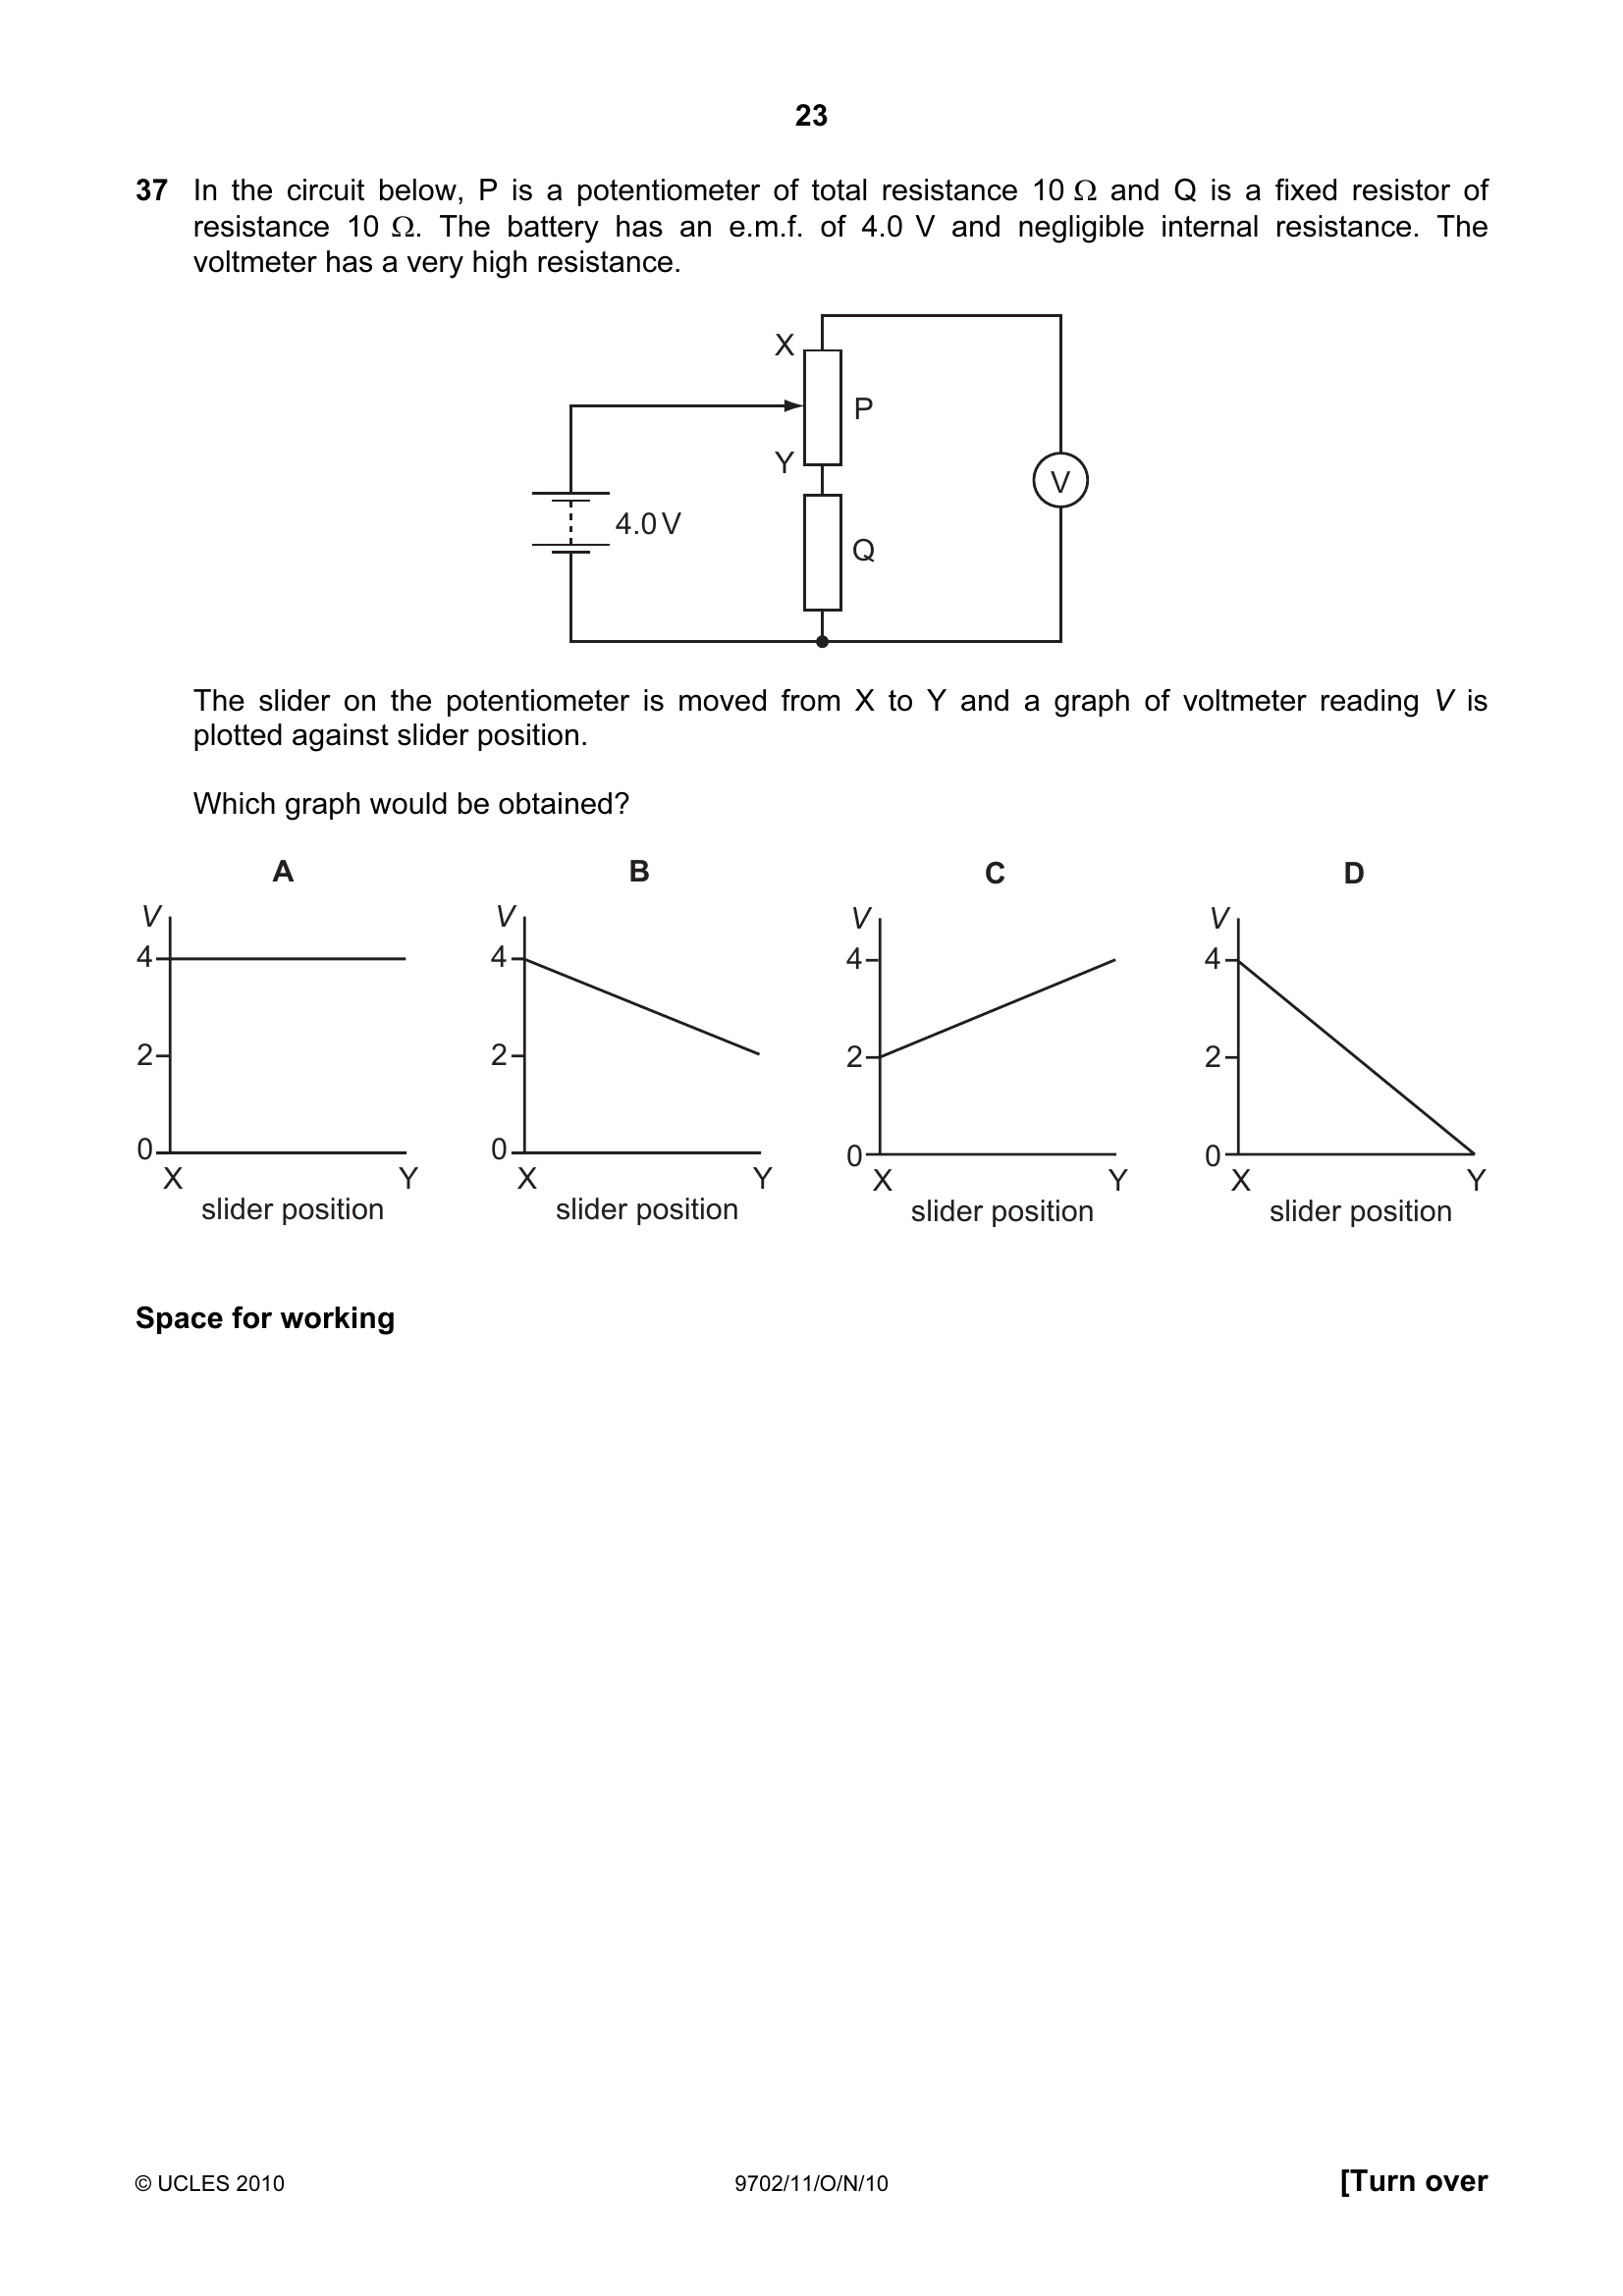 23
37 In the circuit below, P is a potentiometer of total resistance 10 Ω and Q is a fixed resistor of
resistance 10 Ω. The battery has an e.m.f. of 4.0 V and negligible internal resistance. The
voltmeter has a very high resistance.
X
P
Y
V
4.0 V
Q
The slider on the potentiometer is moved from X to Y and a graph of voltmeter reading V is
plotted against slider position.
Which graph would be obtained?
A B C D
V V V V
4 4 4 4
2 2 2 2
0 0 0 0
X Y X Y X Y X Y
slider position slider position slider position slider position
Space for working
© UCLES 2010 9702/11/O/N/10 [Turn over